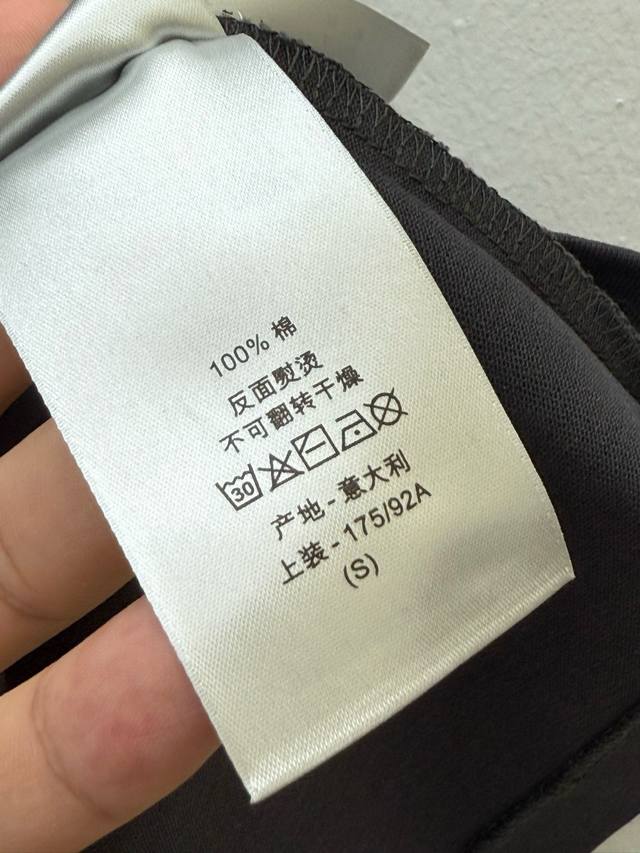 100% 棉
反面熨烫
不可翻转干燥
30
产地 - 意大利
上装 - 175/92A
(S)